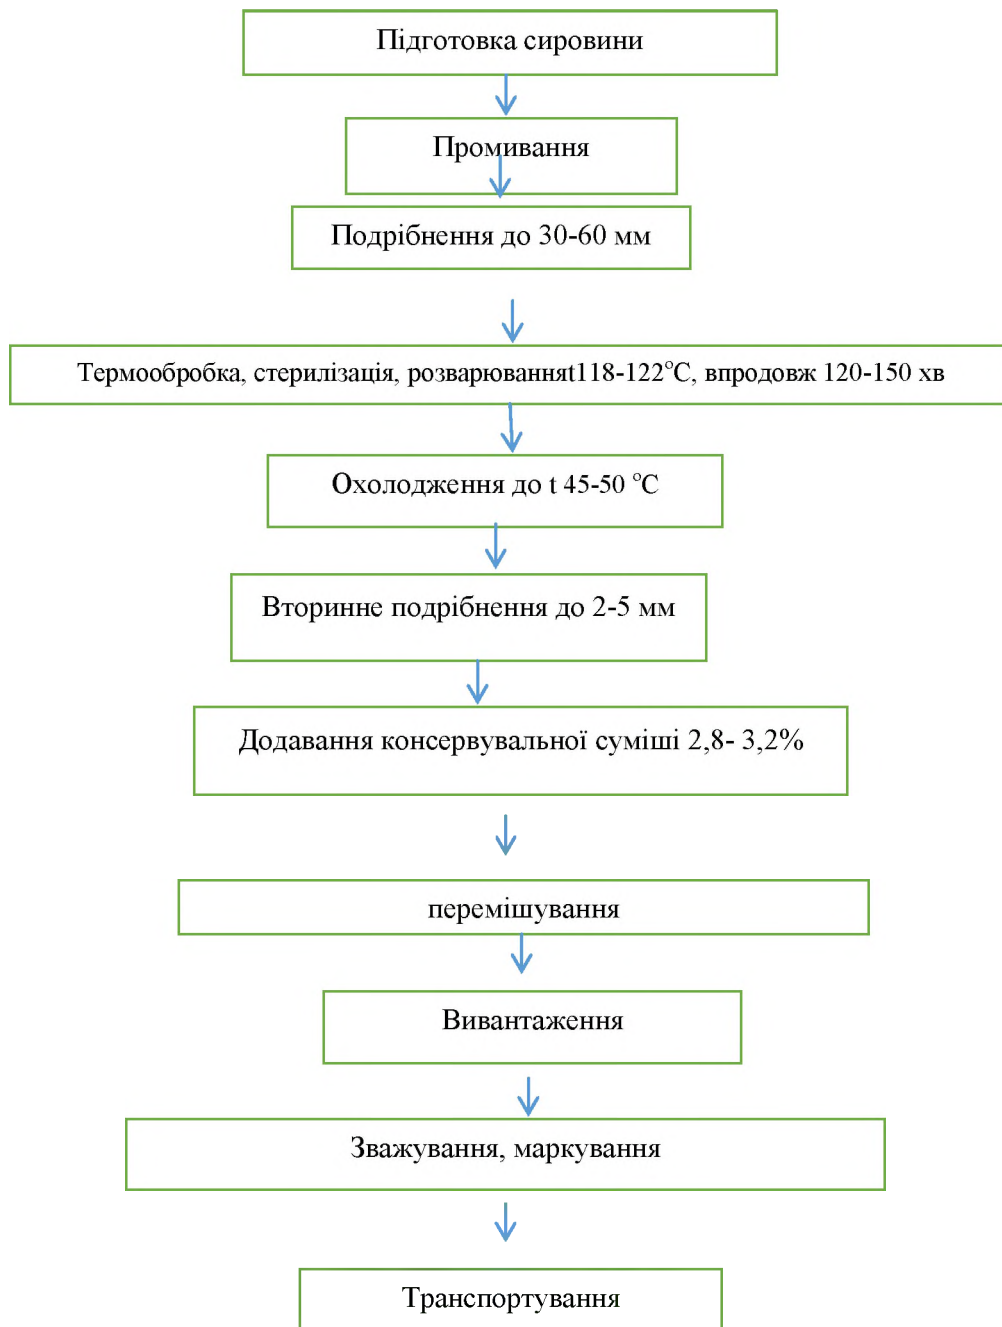 Підготовка сировини
Промивання
Подрібнення до 30-60 мм
Термообробка, стерилізація, розварюванняt118-122°С, впродовж 120-150 хв
Охолодження до t 45-50 °С
Вторинне подрібнення до 2-5 мм
Додавання консервувальної суміші 2,8- 3,2%
перемішування
Вивантаження
Зважування, маркування
Транспортування